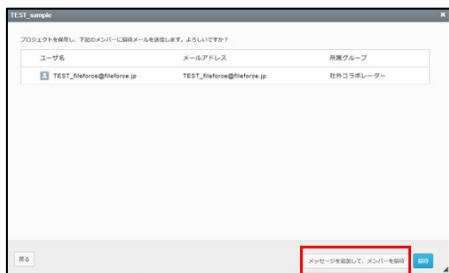 TEST_sample
プロジェクトを保存し、下記のメンバーに招待メールを送信します。よろしいですか？
ユーザ名 メールアドレス 所属グループ
TEST_fileforce@fileforce.jp TEST_fileforce@fileforce.jp 社外コラボレーター
戻る メッセージを追加して、メンバーを招待 招待